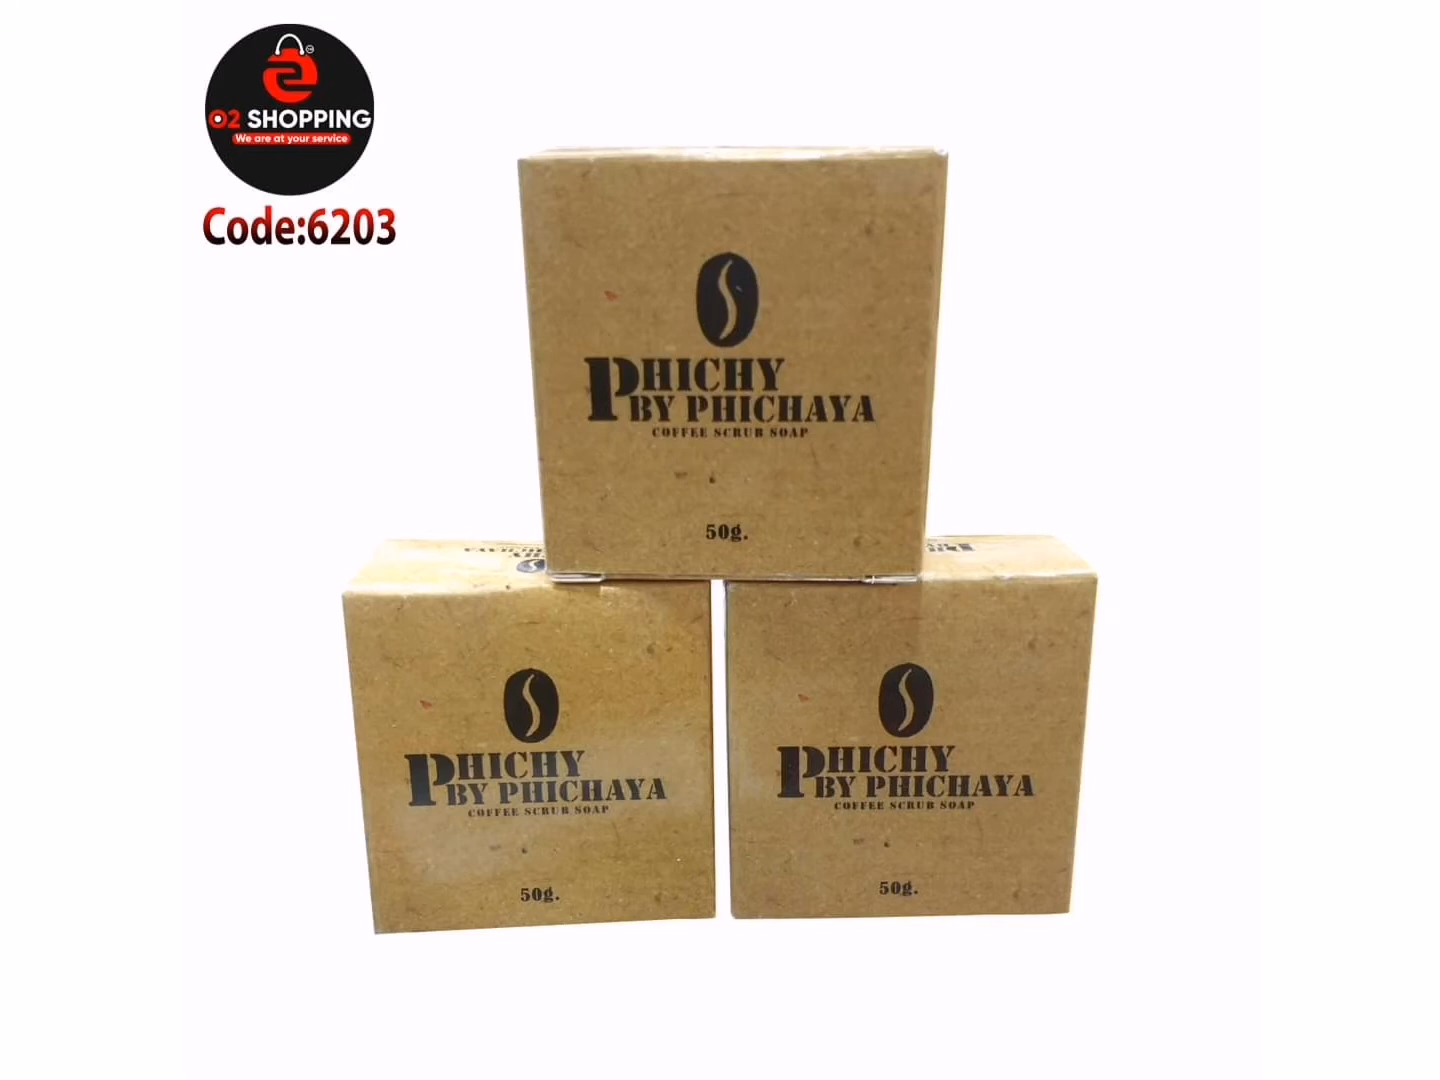 O2 SHOPPING
We are at your service
Code:6203
PHICHY
BY PHICHAYA
COFFEE SCRUB SOAP
50g.
PHICHY
BY PHICHAYA
COFFEE SCRUB SOAP
50g.
PHICHY
BY PHICHAYA
COFFEE SCRUB SOAP
50g.